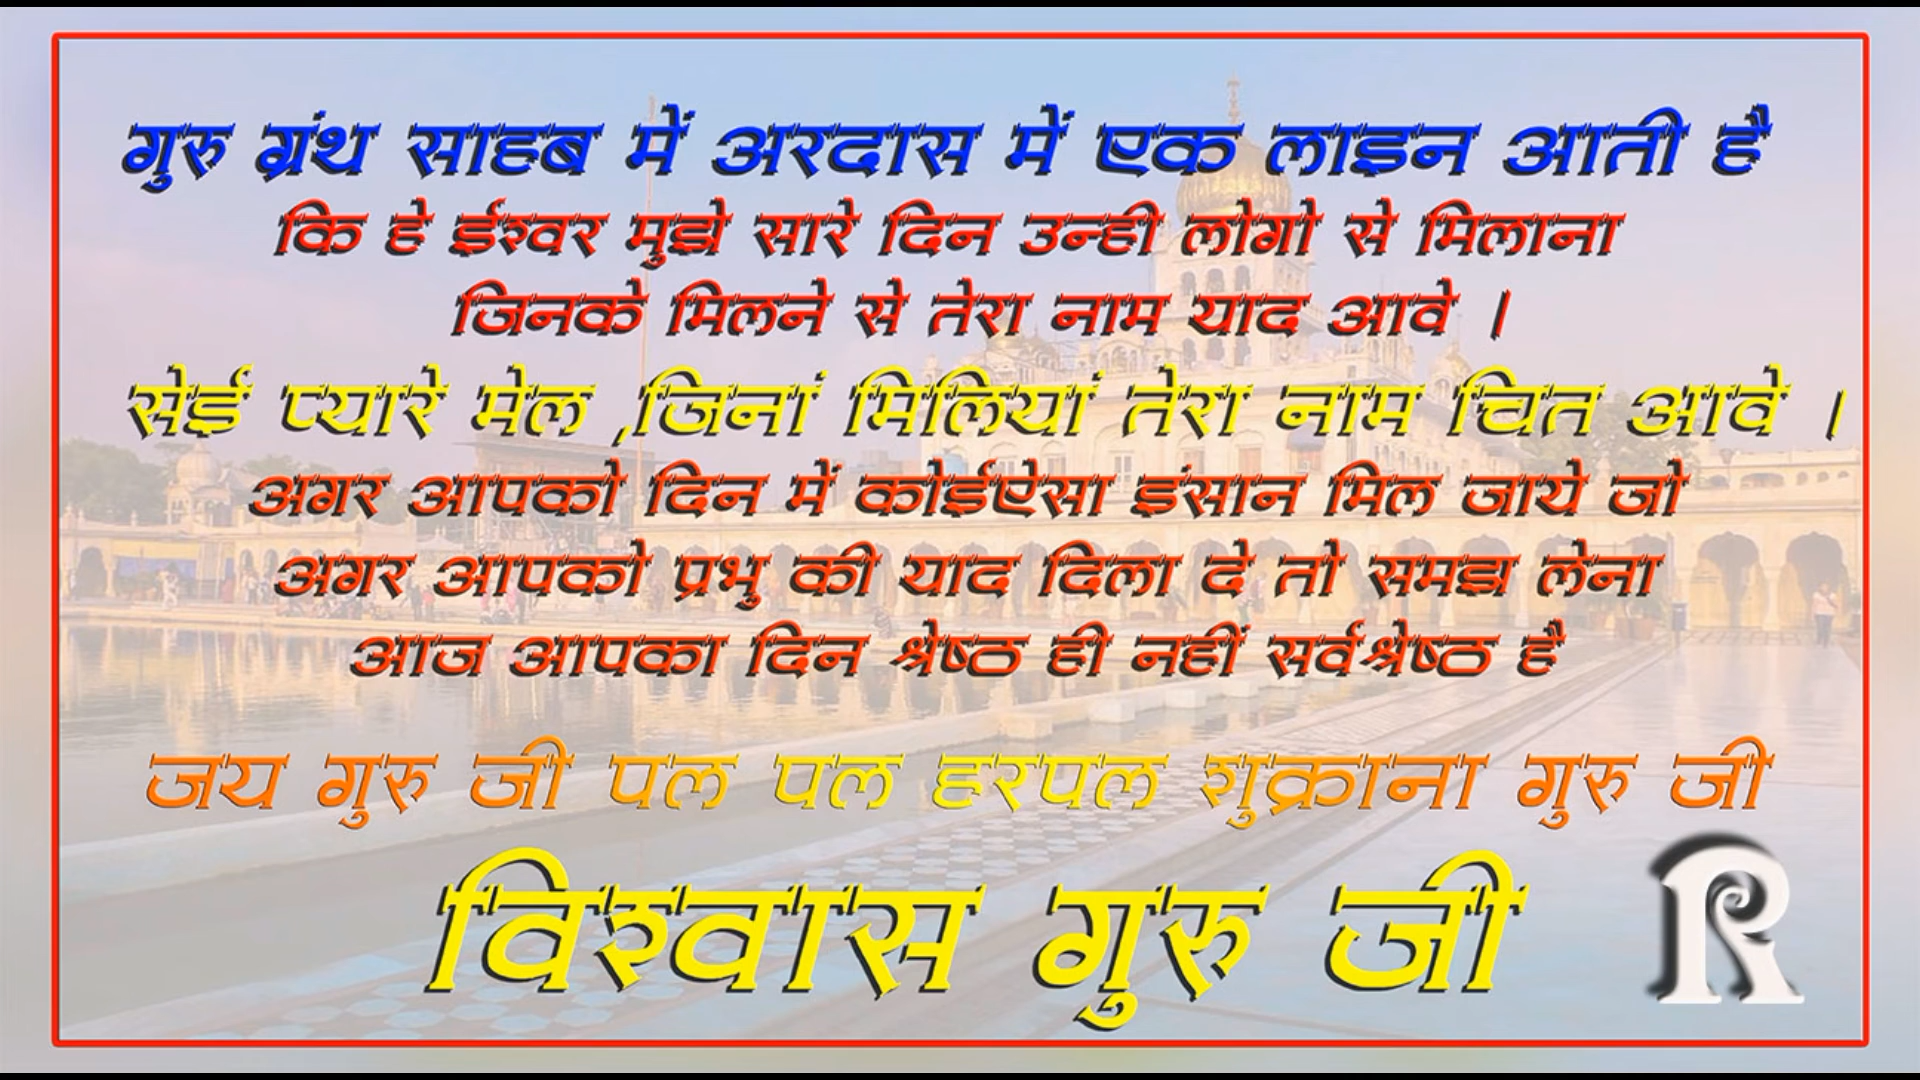 गुरु ग्रंथ साहब में अरदास में एक लाइन आती है
कि हे ईश्वर मुझे सारे दिन उन्ही लोगो से मिलाना
जिनके मिलने से तेरा नाम याद आवे ।
सेई प्यारे मेल ,जिनां मिलियां तेरा नाम चित आवे ।
अगर आपको दिन में कोईऐसा इंसान मिल जाये जो
अगर आपको प्रभु की याद दिला दे तो समझ लेना
आज आपका दिन श्रेष्ठ ही नहीं सर्वश्रेष्ठ है
जय गुरु जी पल पल हरपल शुक्राना गुरु जी
विश्वास गुरु जी
R